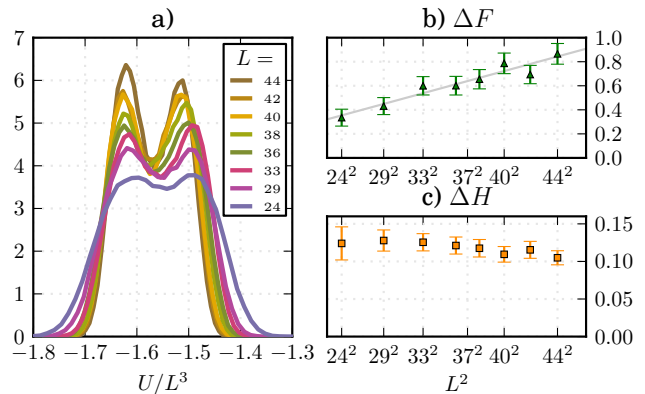 a)
L =
44
42
40
38
36
33
29
24
7
6
5
4
3
2
1
0
−1.8 −1.7 −1.6 −1.5 −1.4 −1.3
U/L³
b) ΔF
1.0
0.8
0.6
0.4
0.2
24² 29² 33² 37² 40² 44²
c) ΔH
0.15
0.10
0.05
0.00
24² 29² 33² 37² 40² 44²
L²